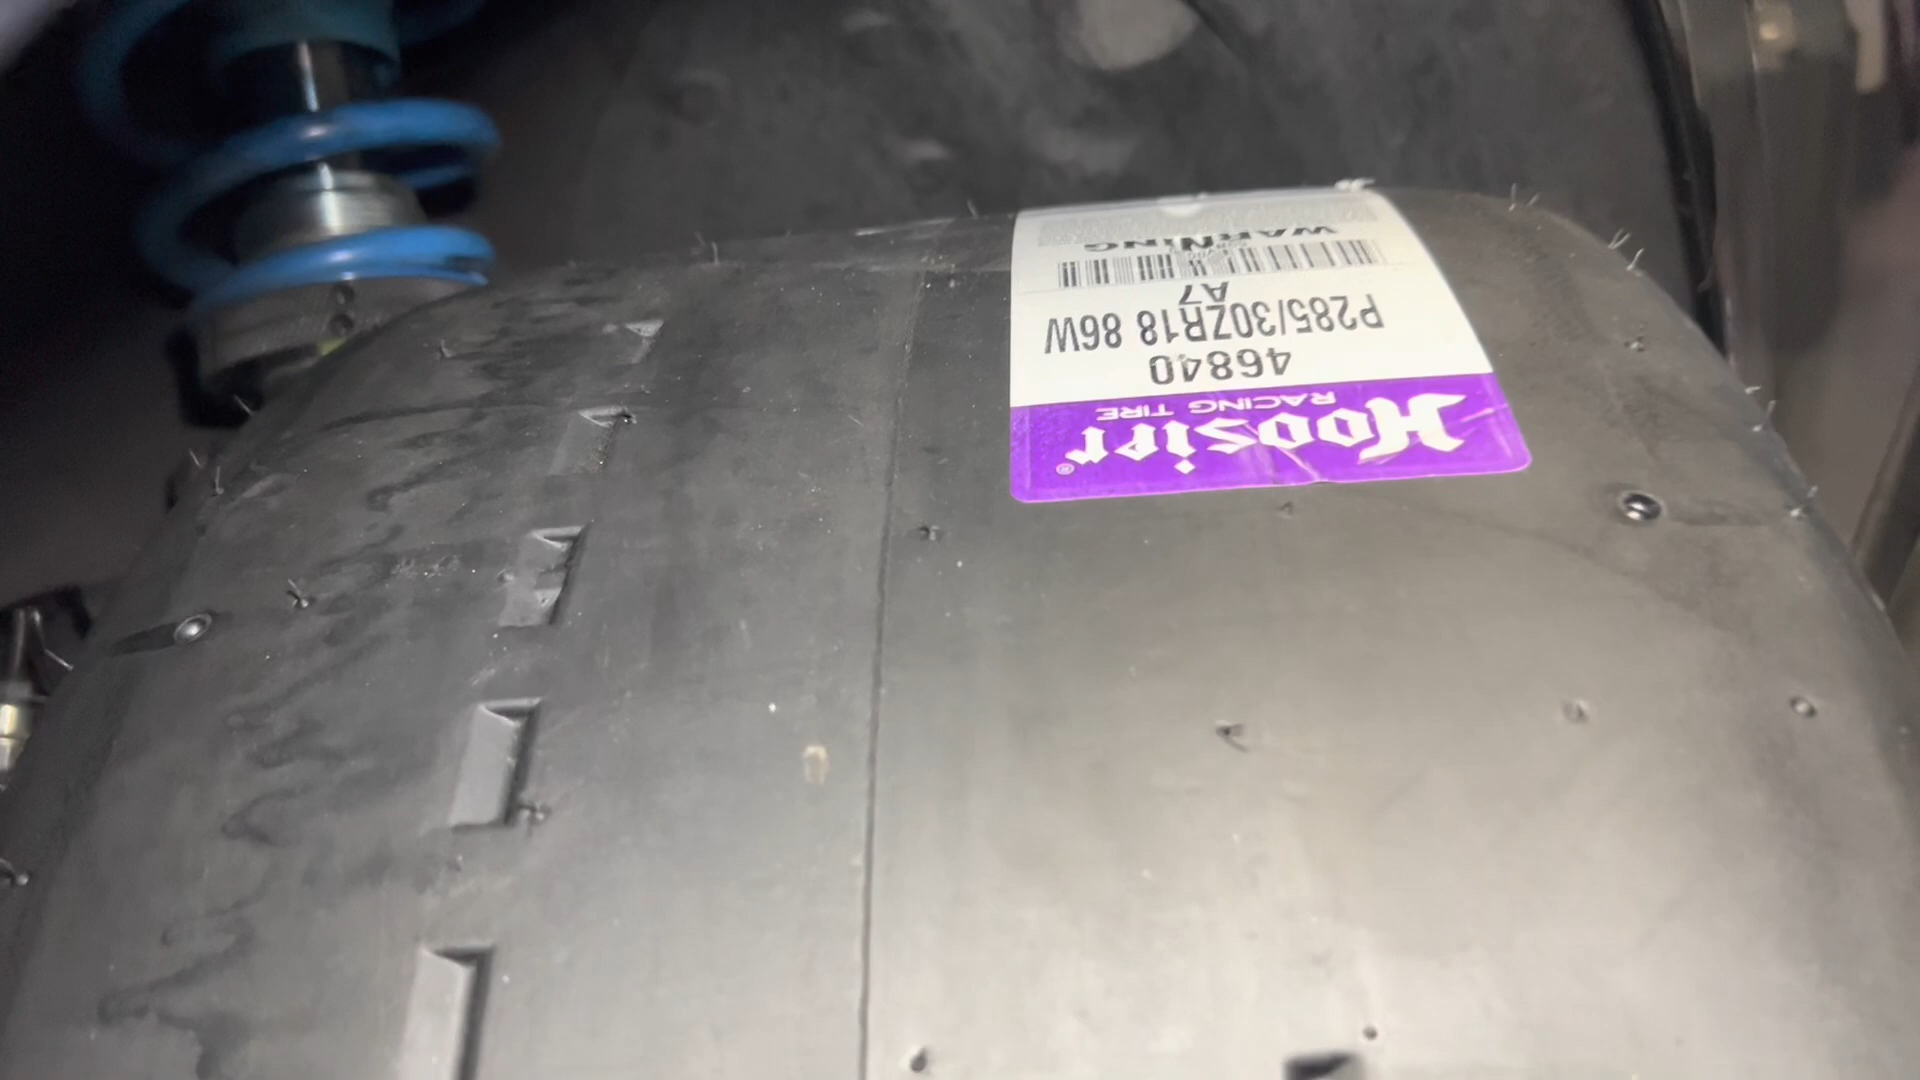 Hoosier®
RACING TIRE
46840
P285/30ZR18 86W
A7
WARNING